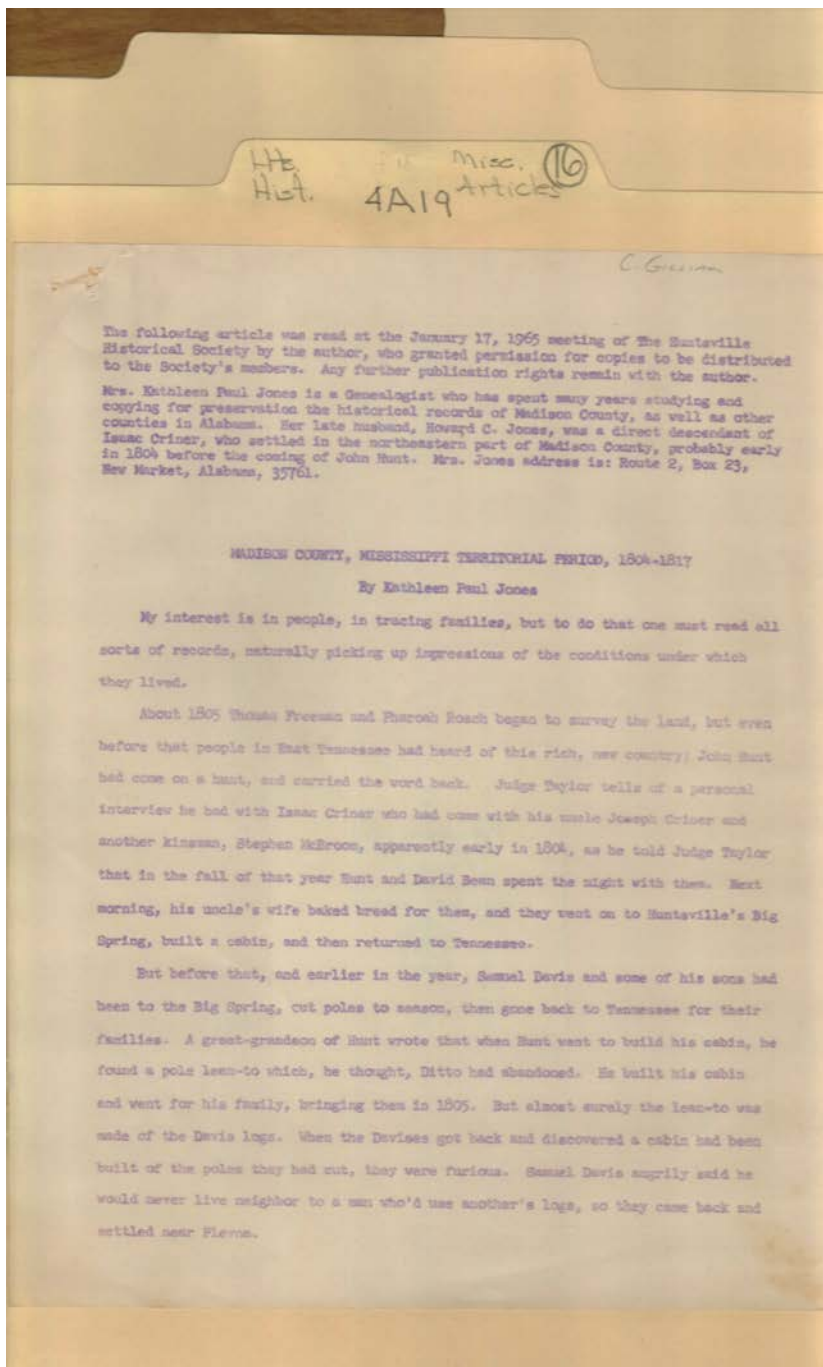 Misc. 16
Hist. 4A19 Articles
The following article was read at the January 17, 1965 meeting of The Huntsville
Historical Society by the author, who granted permission for copies to be distributed
to the Society's members. Any further publication rights remain with the author.
Mrs. Kathleen Paul Jones is a Genealogist who has spent many years studying and
copying for preservation the historical records of Madison County, as well as other
counties in Alabama. Her late husband, Howard C. Jones, was a direct descendant of
Isaac Criner, who settled in the northeastern part of Madison County, probably early
in 1804 before the coming of John Hunt. Mrs. Jones address is: Route 2, Box 23,
New Market, Alabama, 35761.
MADISON COUNTY, MISSISSIPPI TERRITORIAL PERIOD, 1804-1817
By Kathleen Paul Jones
My interest is in people, in tracing families, but to do that one must read all
sorts of records, naturally picking up impressions of the conditions under which
they lived.
About 1805 Thomas Freeman and Pharoah Roach began to survey the land, but even
before that people in East Tennessee had heard of this rich, new country; John Hunt
had come on a hunt, and carried the word back. Judge Taylor tells of a personal
interview he had with Isaac Criner who had come with his uncle Joseph Criner and
another kinsman, Stephen McBroom, apparently early in 1804, as he told Judge Taylor
that in the fall of that year Hunt and David Bean spent the night with them. Next
morning, his uncle's wife baked bread for them, and they went on to Huntsville's Big
Spring, built a cabin, and then returned to Tennessee.
But before that, and earlier in the year, Samuel Davis and some of his sons had
been to the Big Spring, cut poles to season, then gone back to Tennessee for their
families. A great-grandson of Hunt wrote that when Hunt went to build his cabin, he
found a pole lean-to which, he thought, Ditto had abandoned. He built his cabin
and went for his family, bringing them in 1805. But almost surely the lean-to was
made of the Davis logs. When the Davises got back and discovered a cabin had been
built of the poles they had cut, they were furious. Samuel Davis angrily said he
would never live neighbor to a man who'd use another's logs, so they came back and
settled near Plevna.